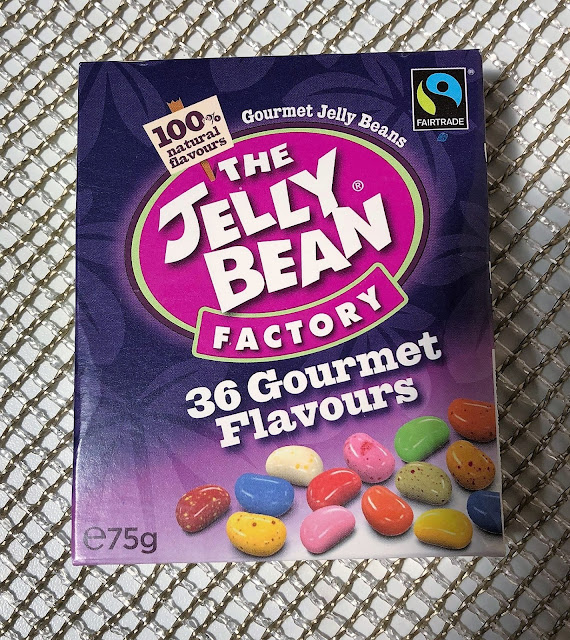 100%
natural
flavours
Gourmet Jelly Beans
FAIRTRADE
®
THE
JELLY®
BEAN
FACTORY
36 Gourmet
Flavours
℮75g